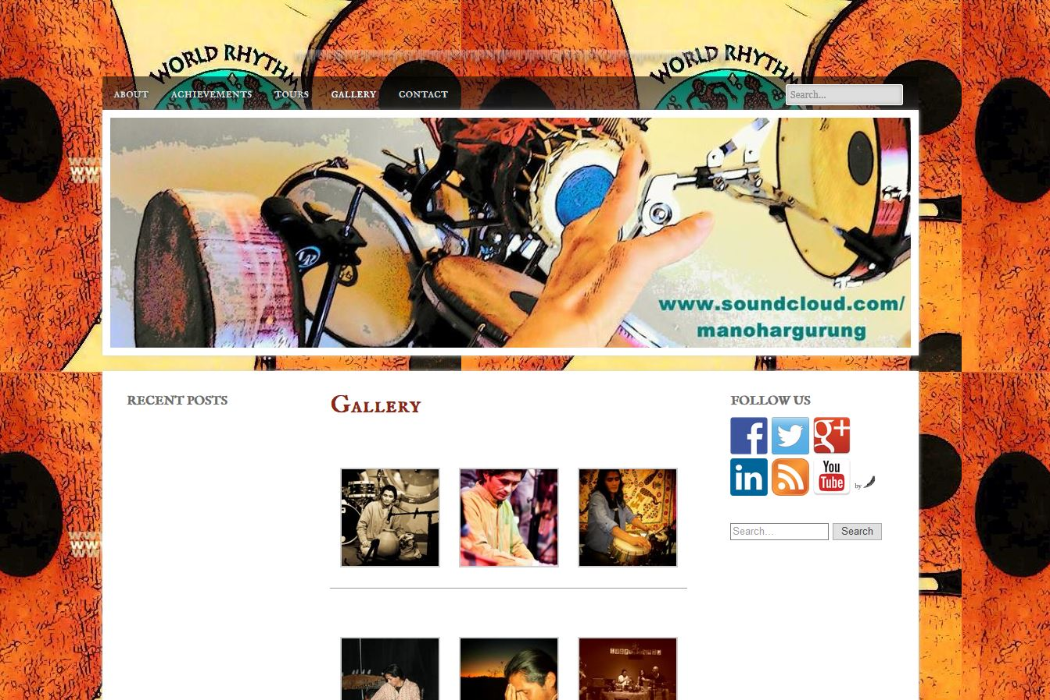 WORLD RHYTHM
WORLD RHYTHM
ABOUT ACHIEVEMENTS TOURS GALLERY CONTACT Search...
www.soundcloud.com/
manohargurung
RECENT POSTS
Gallery
FOLLOW US
f g+
in You
Tube by
Search... Search